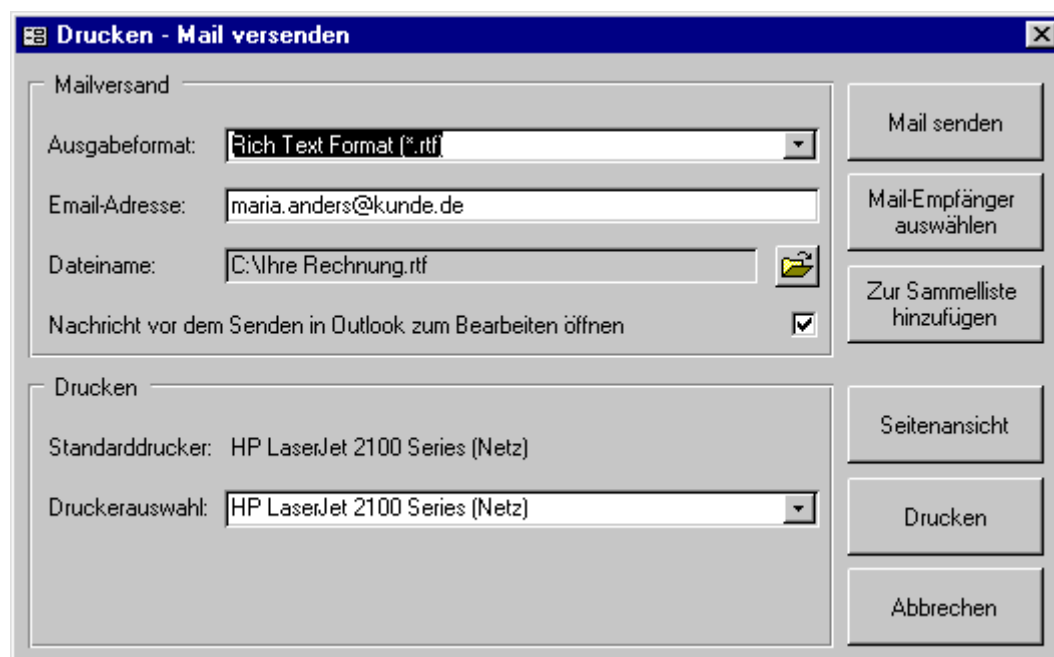 Drucken - Mail versenden
Mailversand
Ausgabeformat: Rich Text Format (*.rtf)
Email-Adresse: maria.anders@kunde.de
Dateiname: C:\Ihre Rechnung.rtf
Nachricht vor dem Senden in Outlook zum Bearbeiten öffnen
Mail senden
Mail-Empfänger
auswählen
Zur Sammelliste
hinzufügen
Drucken
Standarddrucker: HP LaserJet 2100 Series (Netz)
Druckerauswahl: HP LaserJet 2100 Series (Netz)
Seitenansicht
Drucken
Abbrechen